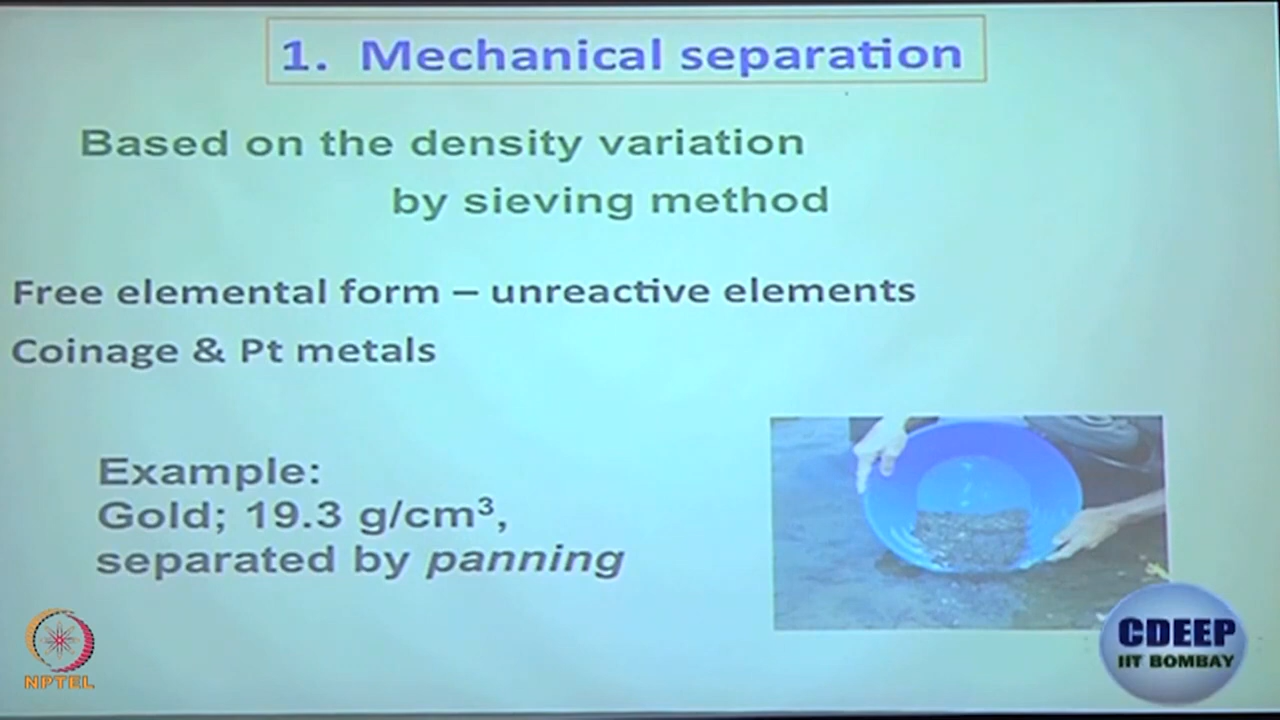 1. Mechanical separation
Based on the density variation
by sieving method
Free elemental form – unreactive elements
Coinage & Pt metals
Example:
Gold; 19.3 g/cm³,
separated by panning
NPTEL
CDEEP
IIT BOMBAY